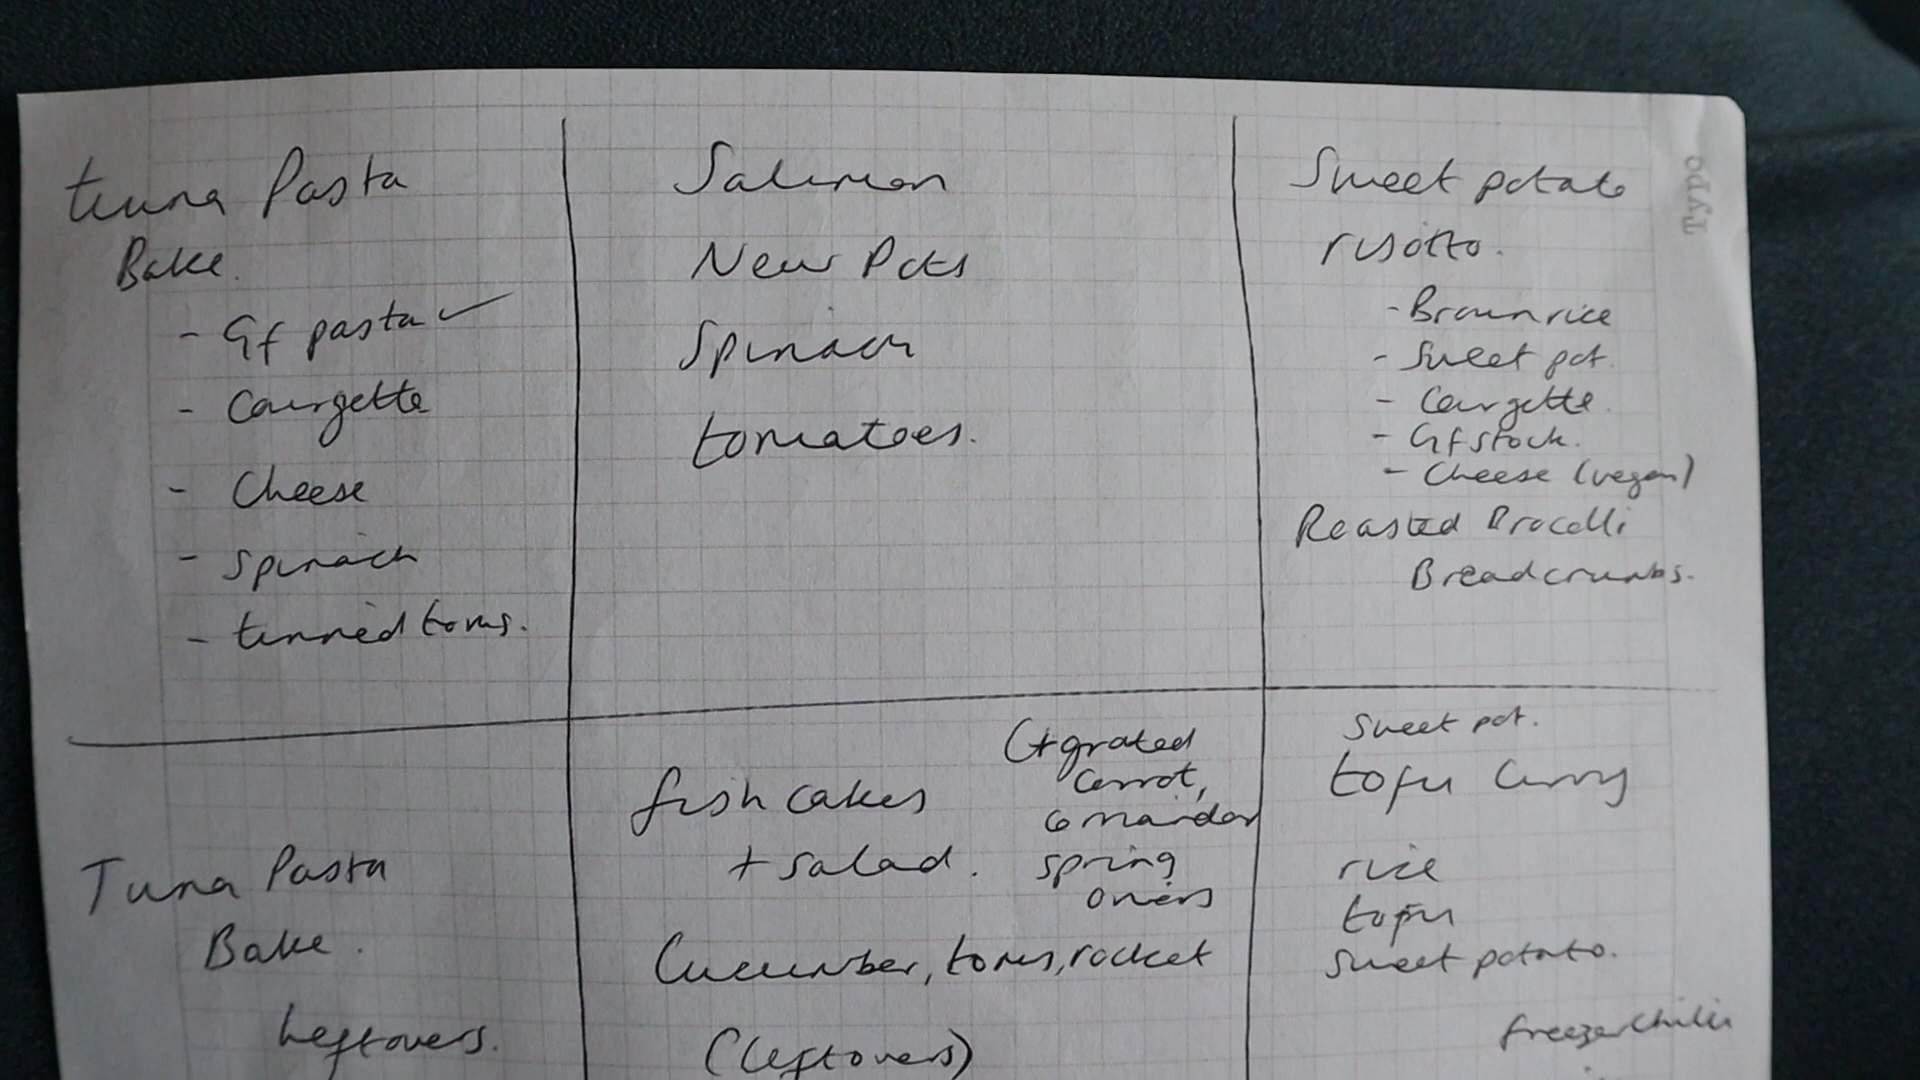 Tuna Pasta
Bake.
- Gf pasta ✓
- Courgette
- Cheese
- Spinach
- tinned toms.
Salmon
New Pots
Spinach
tomatoes.
Sweet potato
risotto.
- Brown rice
- Sweet pot.
- Courgette.
- Gf stock.
- Cheese (vegan)
Roasted Brocolli
Breadcrumbs.
Typo
Tuna Pasta
Bake.
Leftovers.
fish cakes
+ salad.
(+ grated
carrot,
coriander
spring
onions
Cucumber, toms, rocket
(leftovers)
Sweet pot.
tofu curry
rice
tofu
sweet potato.
freezer chilli